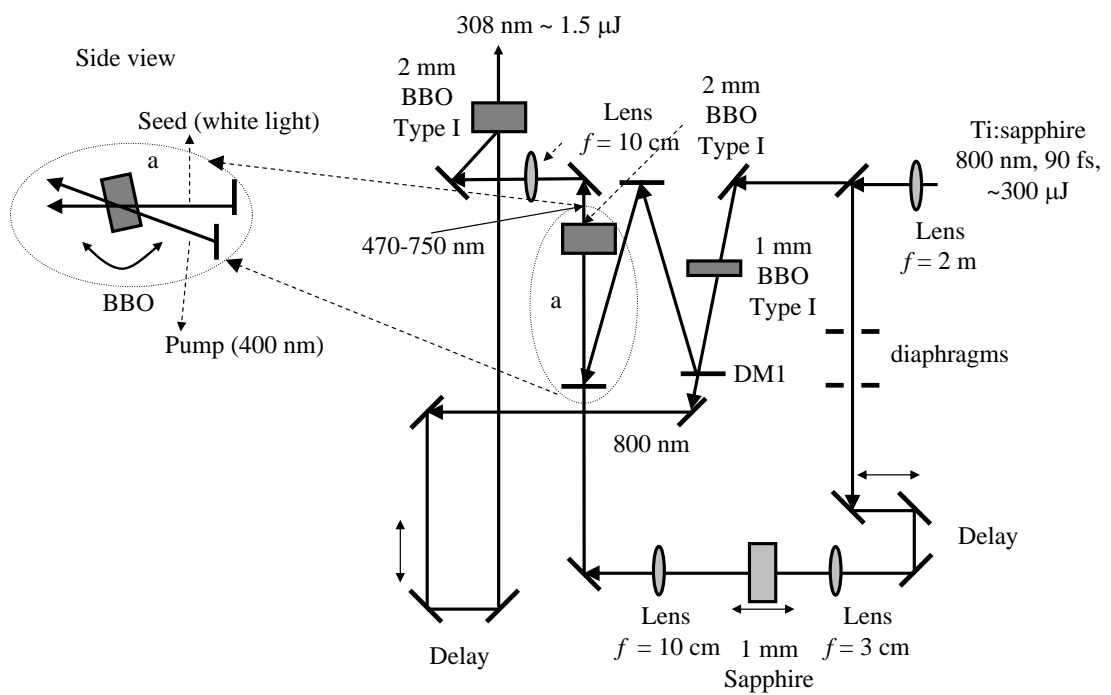 308 nm ~ 1.5 μJ
Side view
2 mm
BBO
Type I
Lens
f = 10 cm
2 mm
BBO
Type I
Ti:sapphire
800 nm, 90 fs,
~300 μJ
Seed (white light)
a
470-750 nm
Lens
f = 2 m
1 mm
BBO
Type I
a
BBO
Pump (400 nm)
diaphragms
DM1
800 nm
Delay
Delay
Lens
f = 10 cm
1 mm
Sapphire
Lens
f = 3 cm